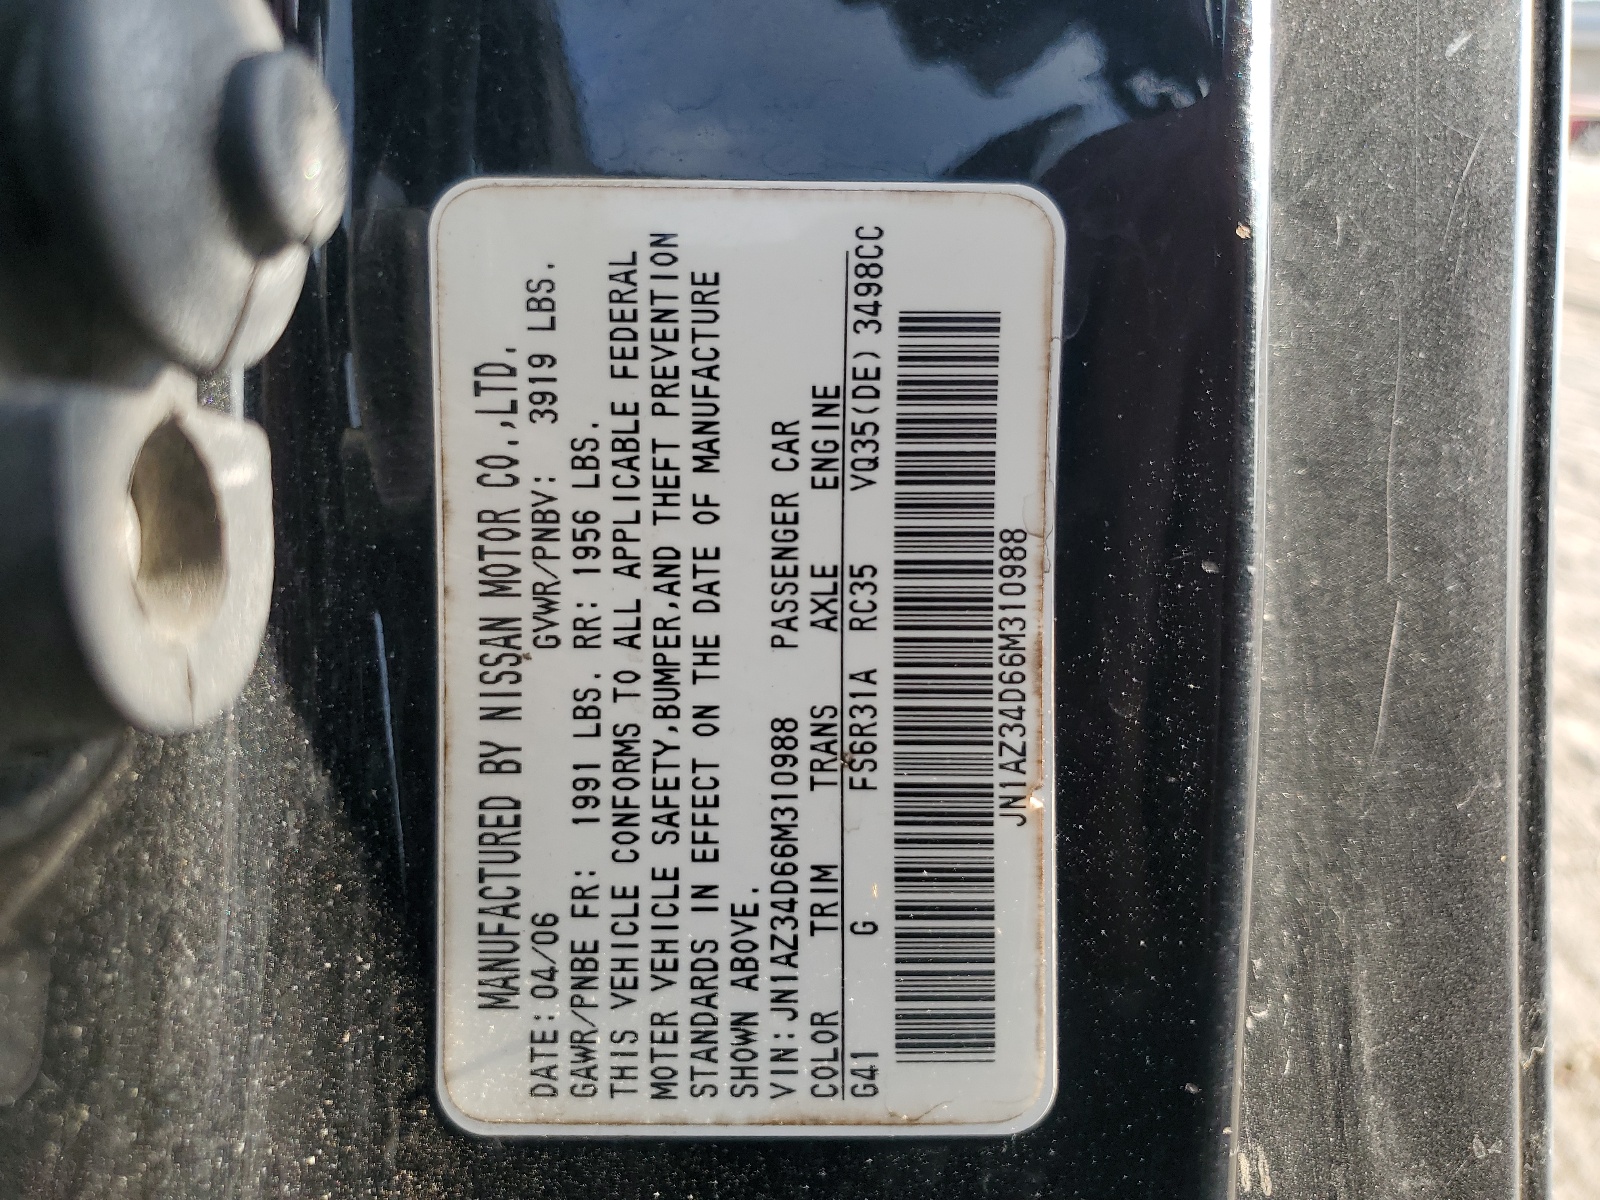 MANUFACTURED BY NISSAN MOTOR CO.,LTD.
DATE: 04/06 GVWR/PNBV: 3919 LBS.
GAWR/PNBE FR: 1991 LBS. RR: 1956 LBS.
THIS VEHICLE CONFORMS TO ALL APPLICABLE FEDERAL
MOTER VEHICLE SAFETY,BUMPER,AND THEFT PREVENTION
STANDARDS IN EFFECT ON THE DATE OF MANUFACTURE
SHOWN ABOVE.
VIN:JN1AZ34D66M310988 PASSENGER CAR
COLOR TRIM TRANS AXLE ENGINE
G41 G FS6R31A RC35 VQ35(DE) 3498CC
JN1AZ34D66M310988